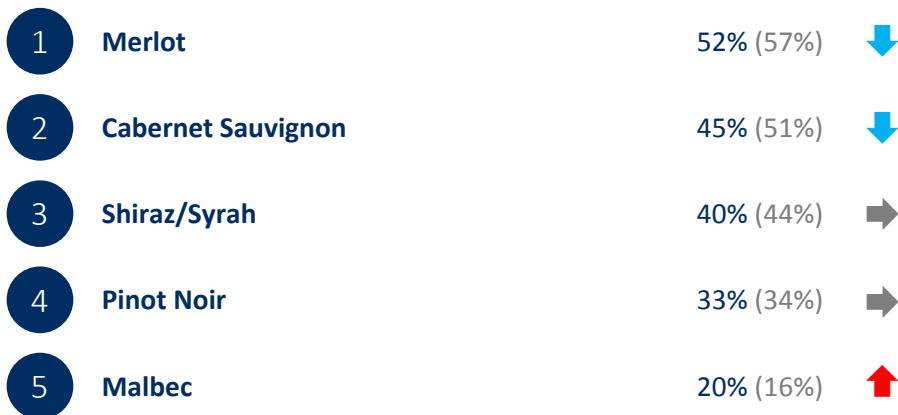 1 Merlot 52% (57%)
2 Cabernet Sauvignon 45% (51%)
3 Shiraz/Syrah 40% (44%)
4 Pinot Noir 33% (34%)
5 Malbec 20% (16%)